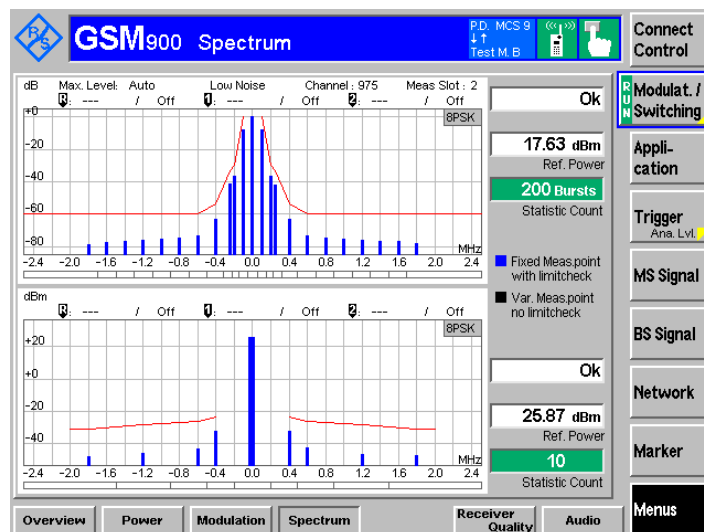 R&S
GSM900 Spectrum
P.D. MCS 9
↓↑
Test M. B
Connect Control
dB Max. Level: Auto Low Noise Channel : 975 Meas Slot : 2
R: --- / Off 1: --- / Off 2: --- / Off
8PSK
+0
-20
-40
-60
-80
MHz
-2.4 -2.0 -1.6 -1.2 -0.8 -0.4 0.0 0.4 0.8 1.2 1.6 2.0 2.4
Ok
17.63 dBm
Ref. Power
200 Bursts
Statistic Count
Fixed Meas.point
with limitcheck
Var. Meas.point
no limitcheck
dBm
R: --- / Off 1: --- / Off 2: --- / Off
8PSK
+20
+0
-20
-40
MHz
-2.4 -2.0 -1.6 -1.2 -0.8 -0.4 0.0 0.4 0.8 1.2 1.6 2.0 2.4
Ok
25.87 dBm
Ref. Power
10
Statistic Count
RUN
Modulat. /
Switching
Appli-
cation
Trigger
Ana. Lvl.
MS Signal
BS Signal
Network
Marker
Menus
Overview
Power
Modulation
Spectrum
Receiver
Quality
Audio